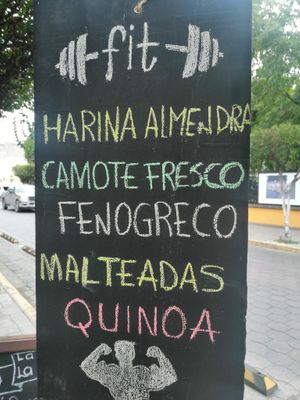 fit
HARINA ALMENDRA
CAMOTE FRESCO
FENOGRECO
MALTEADAS
QUINOA